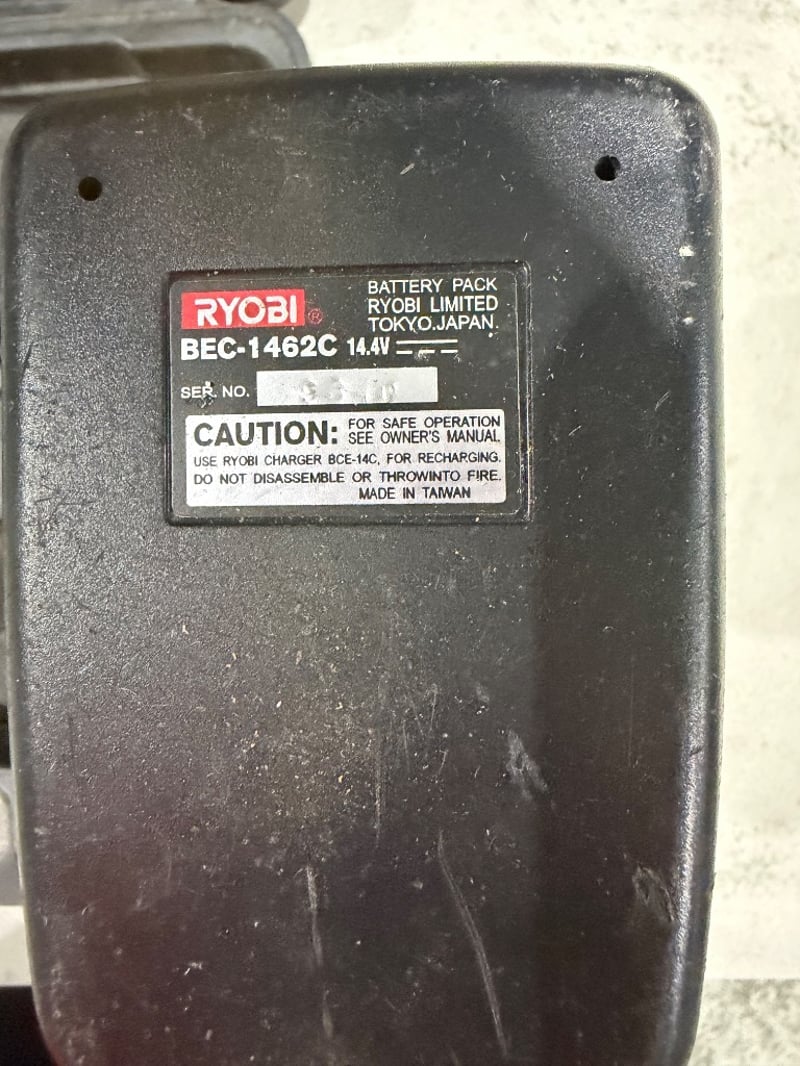 RYOBI®
BATTERY PACK
RYOBI LIMITED
TOKYO.JAPAN.
BEC-1462C 14.4V
SER. NO.
CAUTION: FOR SAFE OPERATION
SEE OWNER'S MANUAL.
USE RYOBI CHARGER BCE-14C, FOR RECHARGING.
DO NOT DISASSEMBLE OR THROWINTO FIRE.
MADE IN TAIWAN